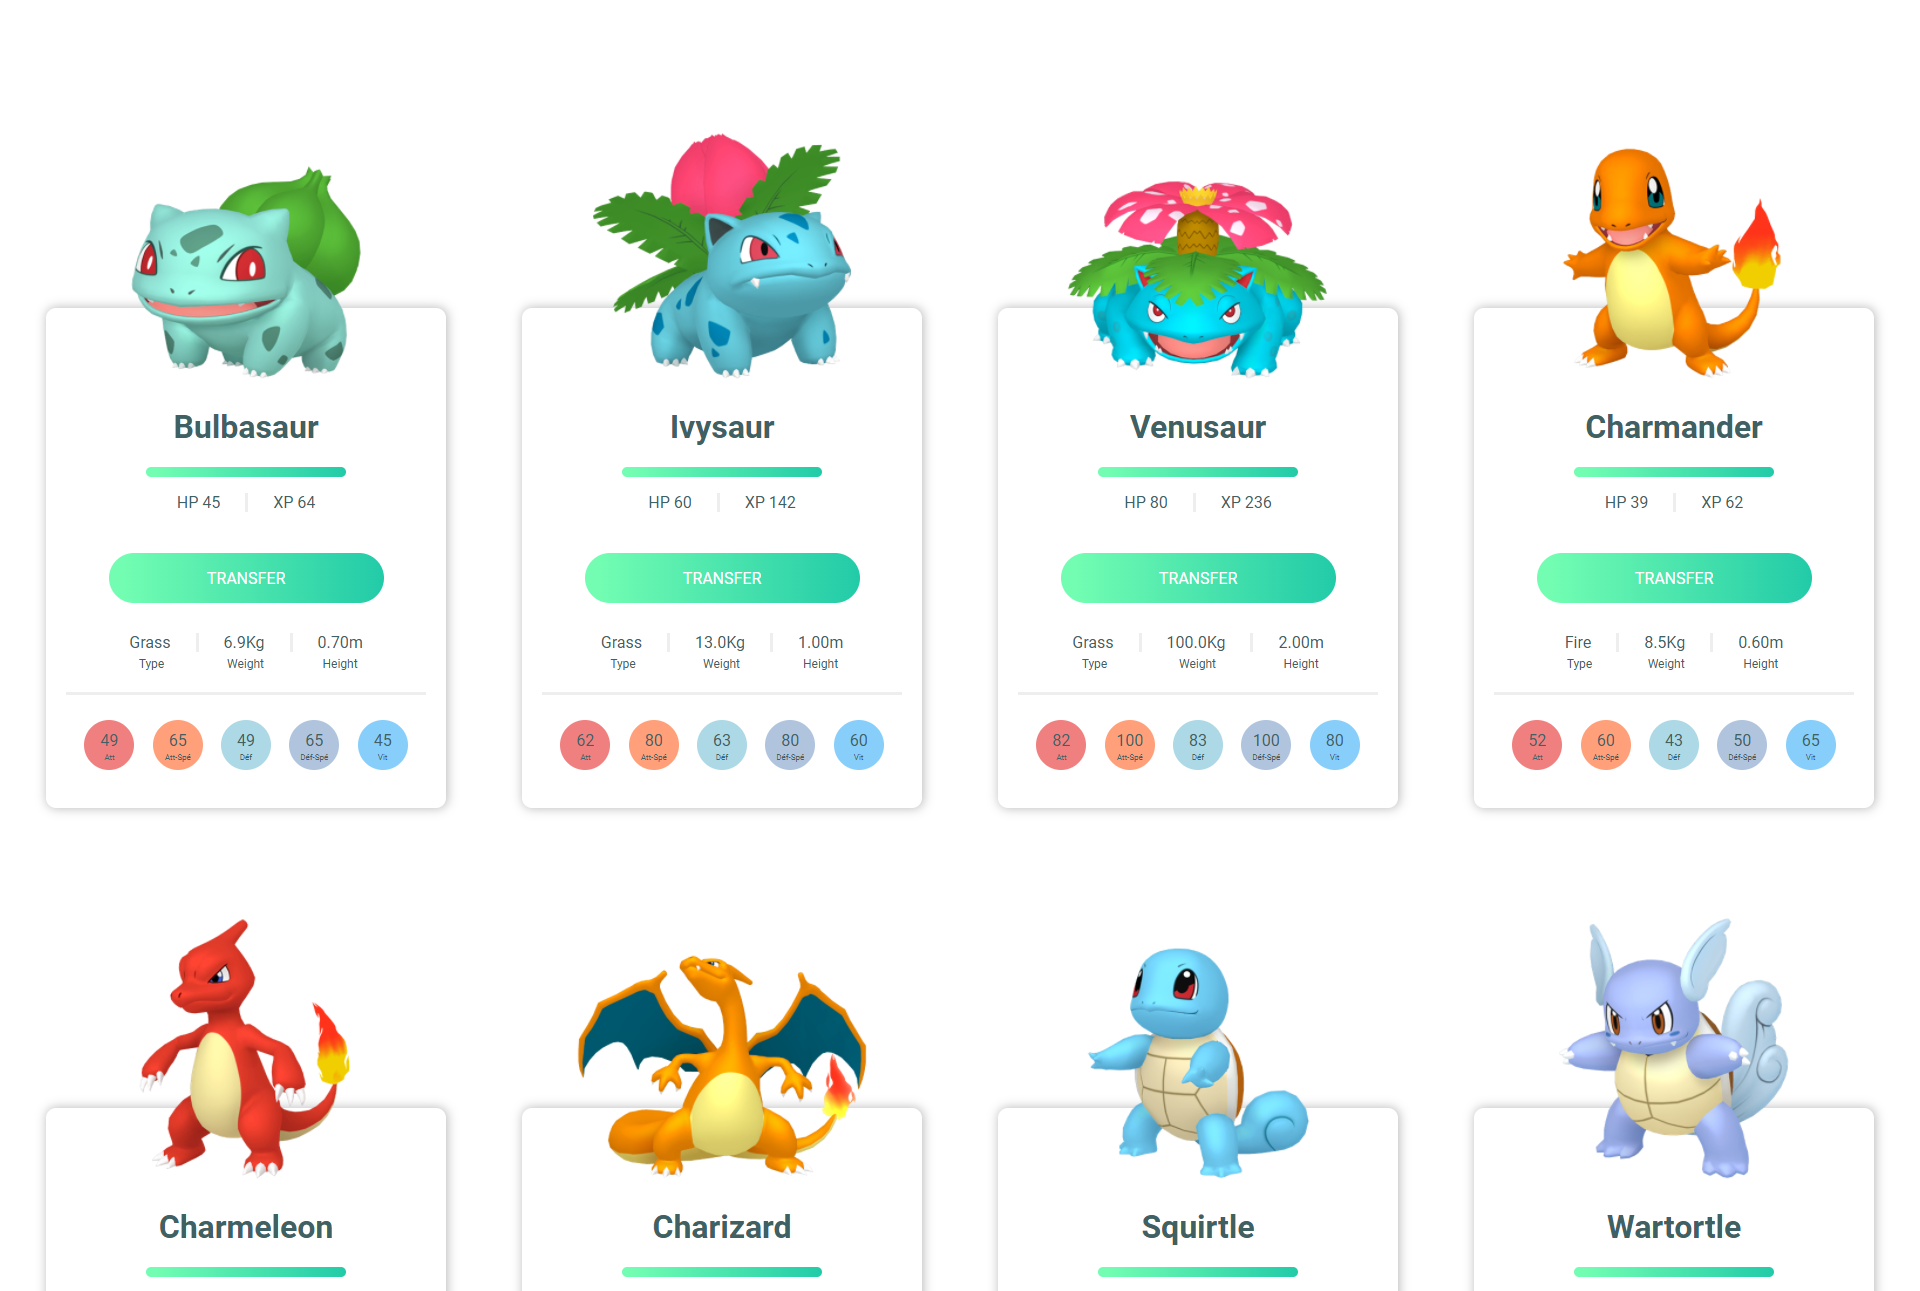 Bulbasaur
HP 45 XP 64
TRANSFER
Grass 6.9Kg 0.70m
Type Weight Height
49 65 49 65 45
Att Att-Spé Déf Déf-Spé Vit
Ivysaur
HP 60 XP 142
TRANSFER
Grass 13.0Kg 1.00m
Type Weight Height
62 80 63 80 60
Att Att-Spé Déf Déf-Spé Vit
Venusaur
HP 80 XP 236
TRANSFER
Grass 100.0Kg 2.00m
Type Weight Height
82 100 83 100 80
Att Att-Spé Déf Déf-Spé Vit
Charmander
HP 39 XP 62
TRANSFER
Fire 8.5Kg 0.60m
Type Weight Height
52 60 43 50 65
Att Att-Spé Déf Déf-Spé Vit
Charmeleon
Charizard
Squirtle
Wartortle